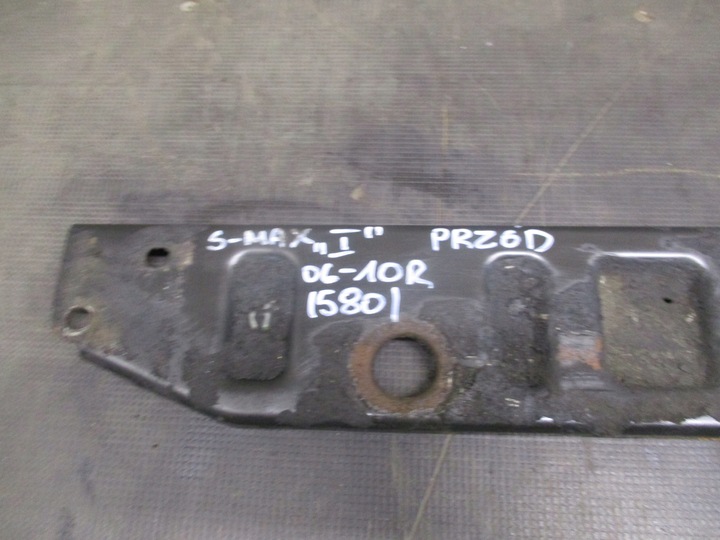 S-MAX „I" PRZÓD
06-10R
15801